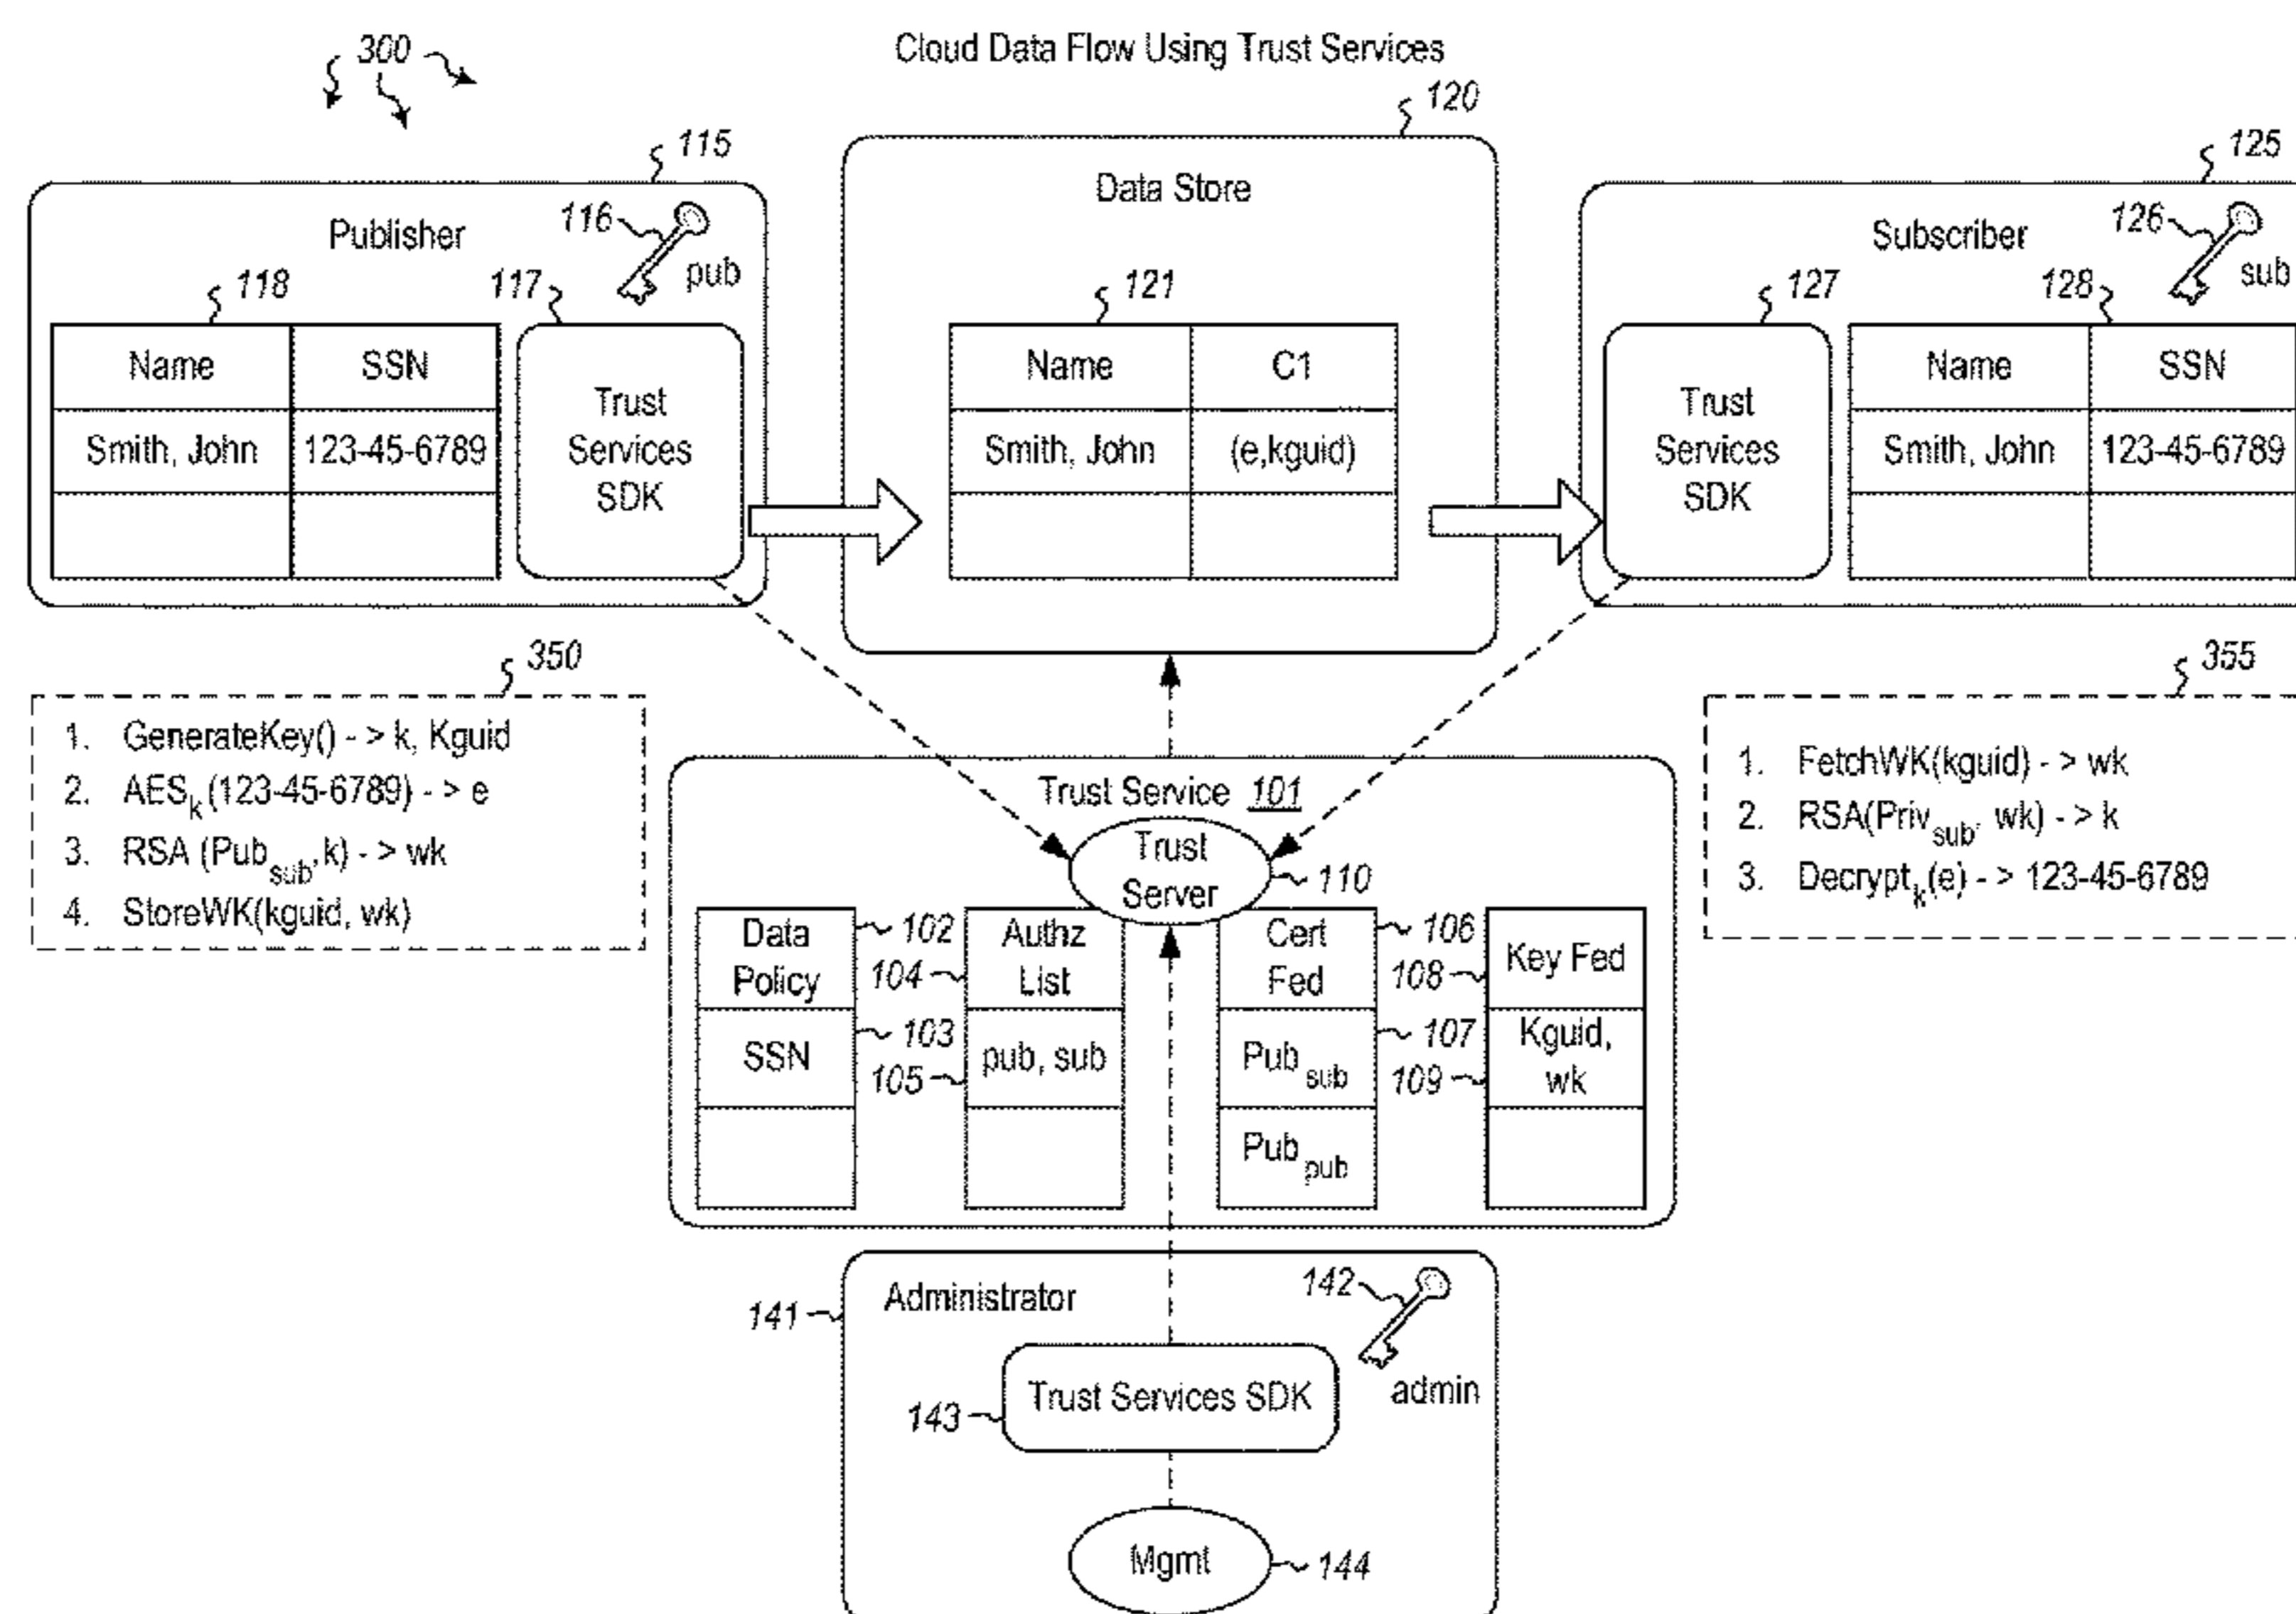 300
Cloud Data Flow Using Trust Services
120
115
125
Data Store
Publisher
116
pub
Subscriber
126
sub
118
117
121
127
128
Name SSN
Smith, John 123-45-6789
Trust
Services
SDK
Name C1
Smith, John (e,kguid)
Trust
Services
SDK
Name SSN
Smith, John 123-45-6789
350
1. GenerateKey() - > k, Kguid
2. AESk(123-45-6789) - > e
3. RSA (Pubsub,k) - > wk
4. StoreWK(kguid, wk)
355
1. FetchWK(kguid) - > wk
2. RSA(Privsub, wk) - > k
3. Decryptk(e) - > 123-45-6789
Trust Service 101
Trust
Server
110
Data
Policy
102
SSN
103
104
Authz
List
105
pub, sub
Cert
Fed
106
Pubsub
107
Pubpub
108
Key Fed
109
Kguid,
wk
141
Administrator
142
admin
143
Trust Services SDK
Mgmt
144